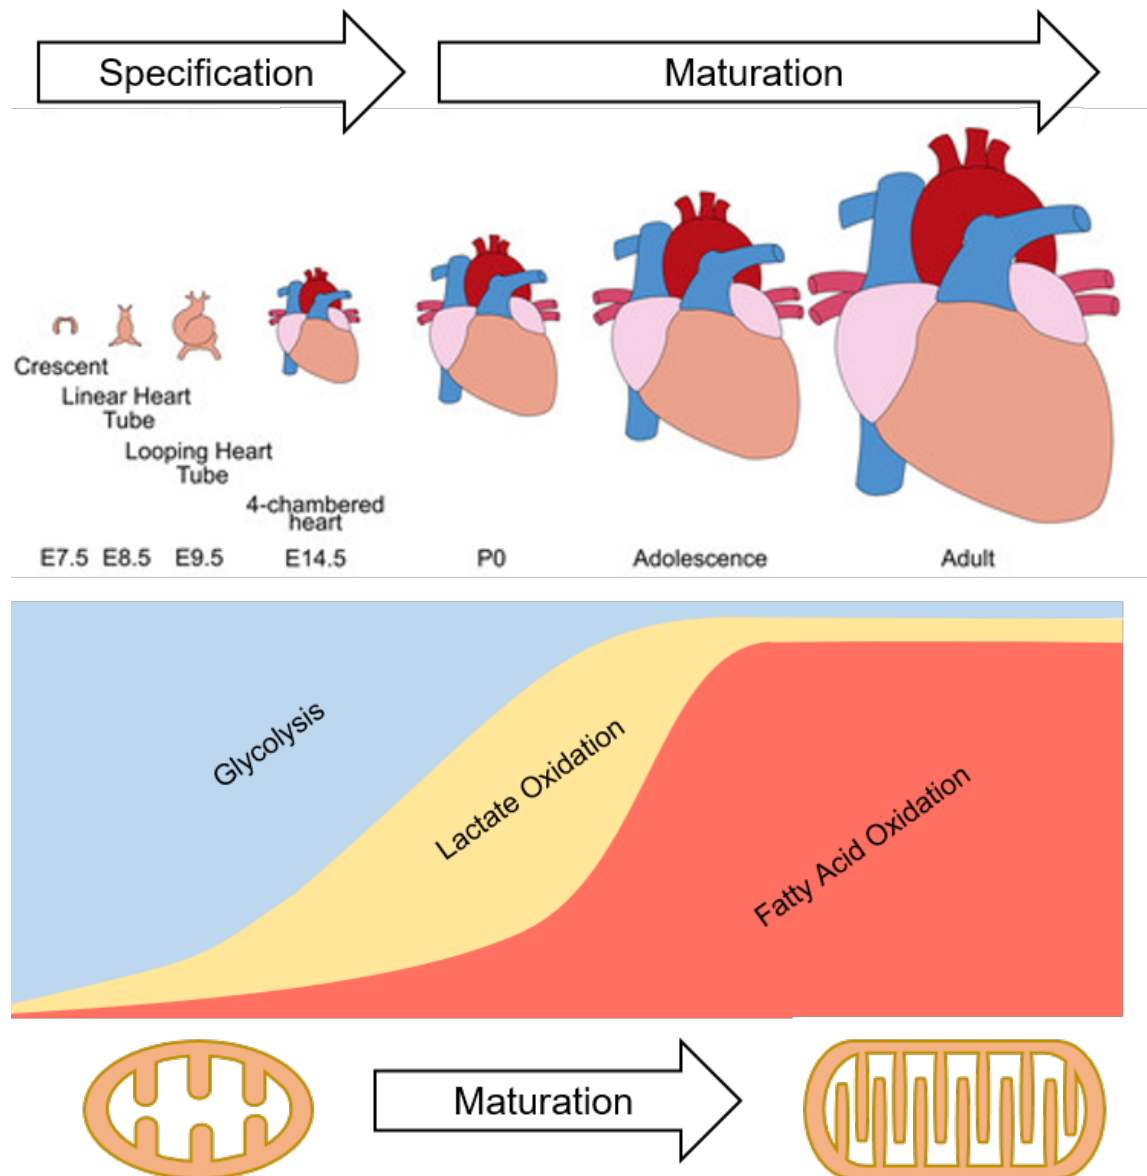 Specification
Maturation
Crescent
Linear Heart
Tube
Looping Heart
Tube
4-chambered
heart
E7.5 E8.5 E9.5 E14.5 P0 Adolescence Adult
Glycolysis
Lactate Oxidation
Fatty Acid Oxidation
Maturation